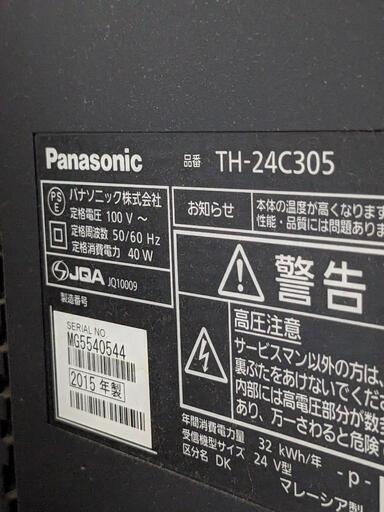 Panasonic 品番 TH-24C305
PS
E
パナソニック株式会社
定格電圧 100 V ~
定格周波数 50/60 Hz
定格消費電力 40 W
JQA JQ10009
製造番号
SERIAL NO
MG5540544
2015 年製
お知らせ
本体の温度が高くなります
性能・品質には問題あり
警告
高圧注意
サービスマン以外の方は、
裏ぶたをあけないでくだ
内部には高電圧部分が数多
あり、万一さわると危険
年間消費電力量 32 kWh/年
受信機型サイズ 24 V型
区分名 DK
-p-
マレーシア製